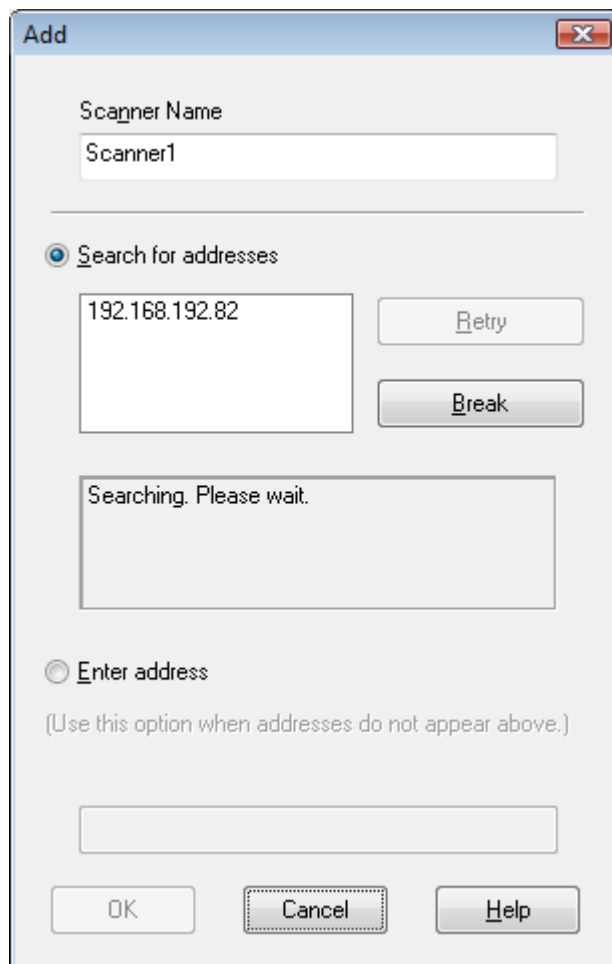 Add
Scanner Name
Scanner1
Search for addresses
192.168.192.82
Retry
Break
Searching. Please wait.
Enter address
(Use this option when addresses do not appear above.)
OK Cancel Help